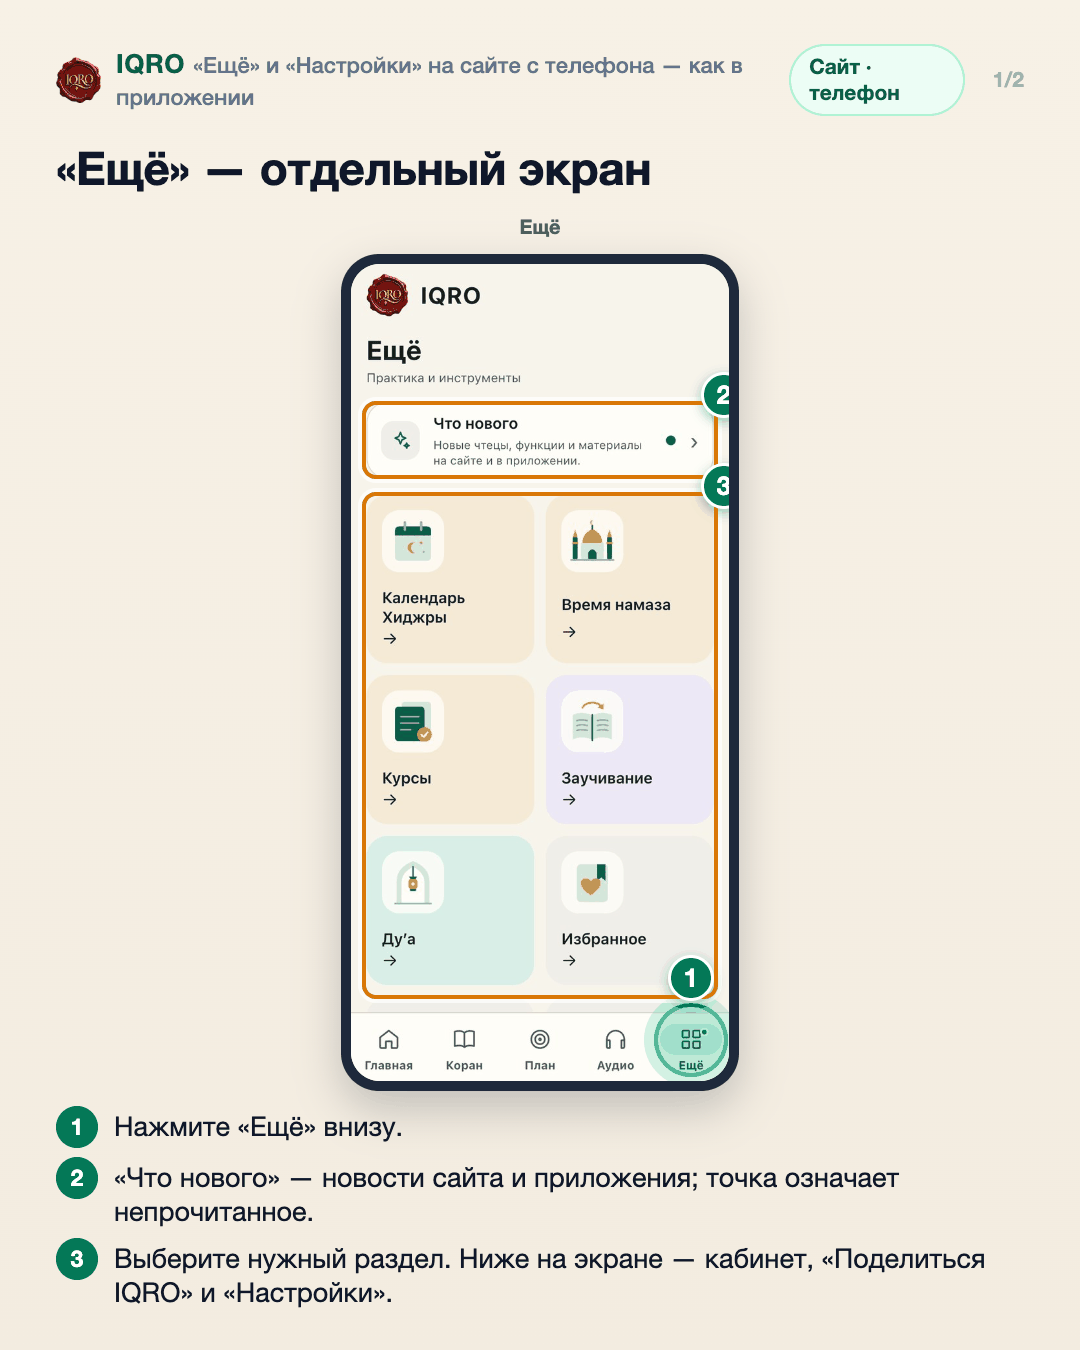 IQRO
IQRO «Ещё» и «Настройки» на сайте с телефона — как в
приложении
Сайт ·
телефон
1/2
«Ещё» — отдельный экран
Ещё
IQRO
IQRO
Ещё
Практика и инструменты
2
Что нового
Новые чтецы, функции и материалы
на сайте и в приложении.
3
Календарь
Хиджры
Время намаза
Курсы
Заучивание
Ду’а
Избранное
1
Главная
Коран
План
Аудио
Ещё
1 Нажмите «Ещё» внизу.
2 «Что нового» — новости сайта и приложения; точка означает
непрочитанное.
3 Выберите нужный раздел. Ниже на экране — кабинет, «Поделиться
IQRO» и «Настройки».